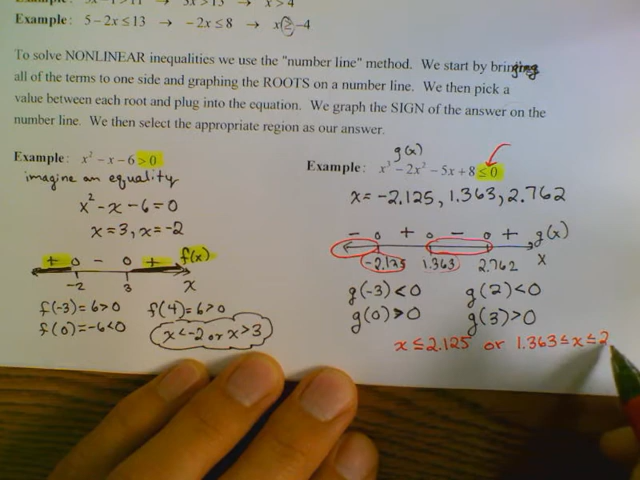 Example: 5 − 2x ≤ 13 → −2x ≤ 8 → x ≥ −4
To solve NONLINEAR inequalities we use the "number line" method. We start by bringing
all of the terms to one side and graphing the ROOTS on a number line. We then pick a
value between each root and plug into the equation. We graph the SIGN of the answer on the
number line. We then select the appropriate region as our answer.
Example: x² − x − 6 > 0
imagine an equality
x² − x − 6 = 0
x = 3, x = −2
+ 0 − 0 + f(x)
−2 3 x
f(−3) = 6 > 0 f(4) = 6 > 0
f(0) = −6 < 0 x < −2 or x > 3
g(x)
Example: x³ − 2x² − 5x + 8 ≤ 0
x = −2.125, 1.363, 2.762
− 0 + 0 − 0 + g(x)
−2.125 1.363 2.762 x
g(−3) < 0 g(2) < 0
g(0) > 0 g(3) > 0
x ≤ 2.125 or 1.363 ≤ x ≤ 2